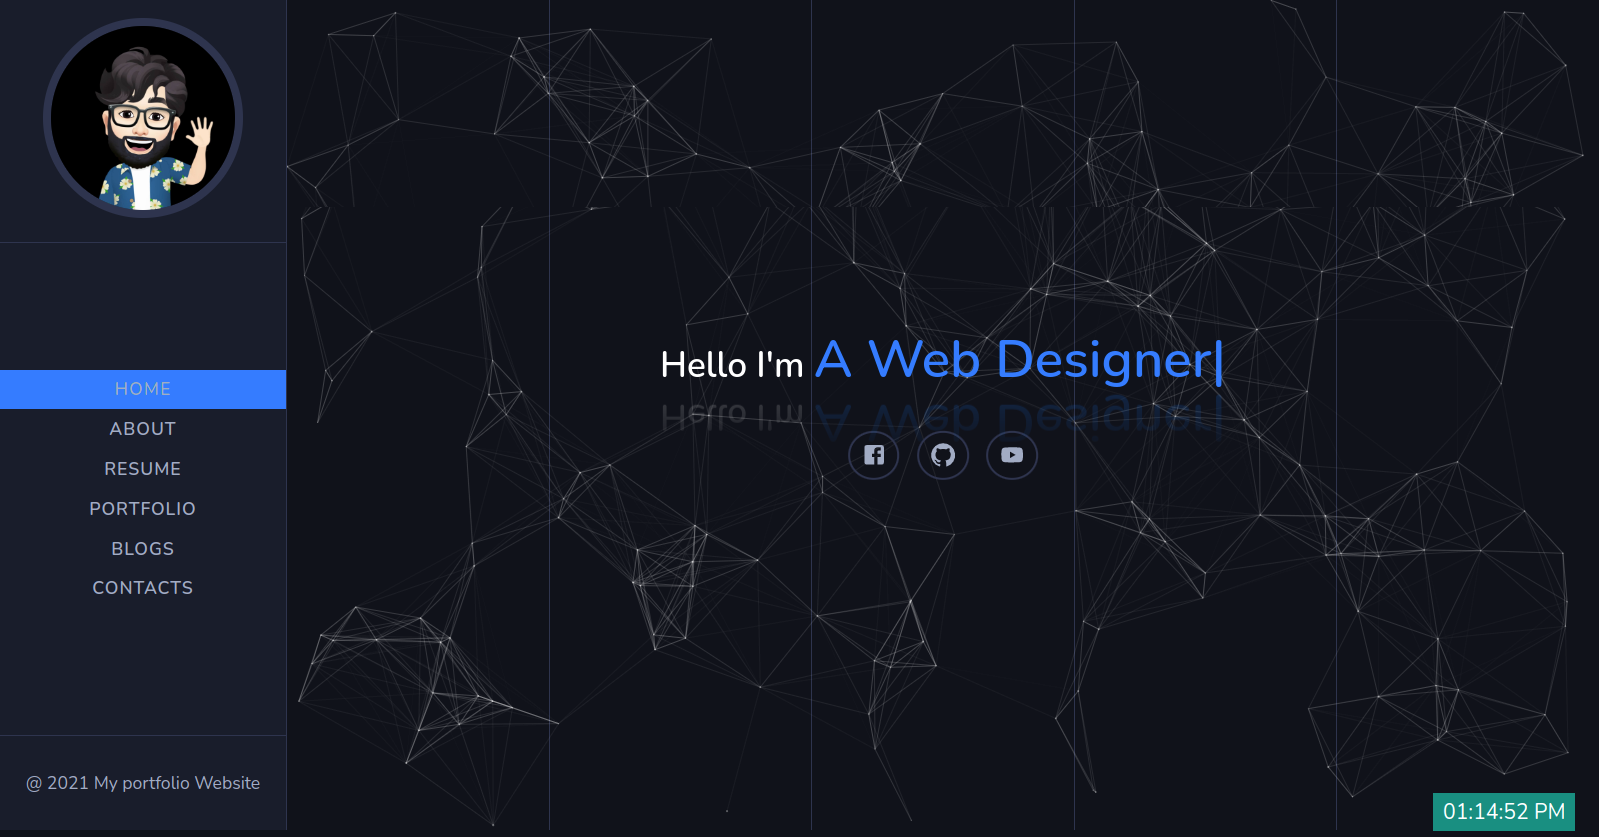 HOME
ABOUT
RESUME
PORTFOLIO
BLOGS
CONTACTS
@ 2021 My portfolio Website
Hello I'm A Web Designer|
01:14:52 PM